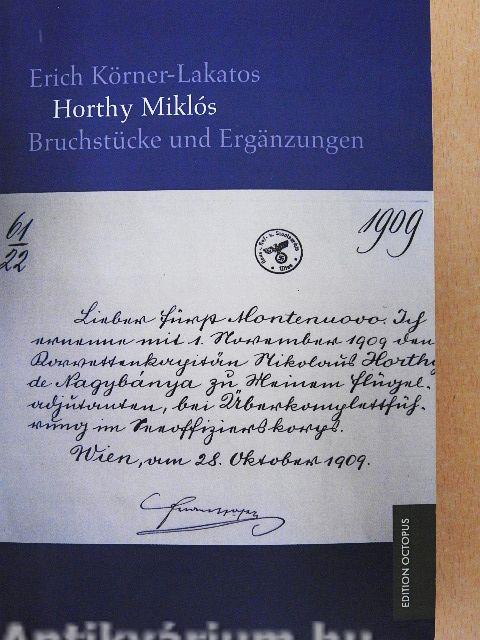 Erich Körner-Lakatos
Horthy Miklós
Bruchstücke und Ergänzungen
61
22
1909
Lieber Fürst Montenuovo. Ich
ernenne mit 1. November 1909 den
Korvettenkapitän Nikolaus Horthy
de Nagybánya zu Meinem Flügel-
adjutanten, bei Überkomplettfüh-
rung im Seeoffizierskorps.
Wien, am 28. Oktober 1909.
EDITION OCTOPUS
Antikvárium.hu